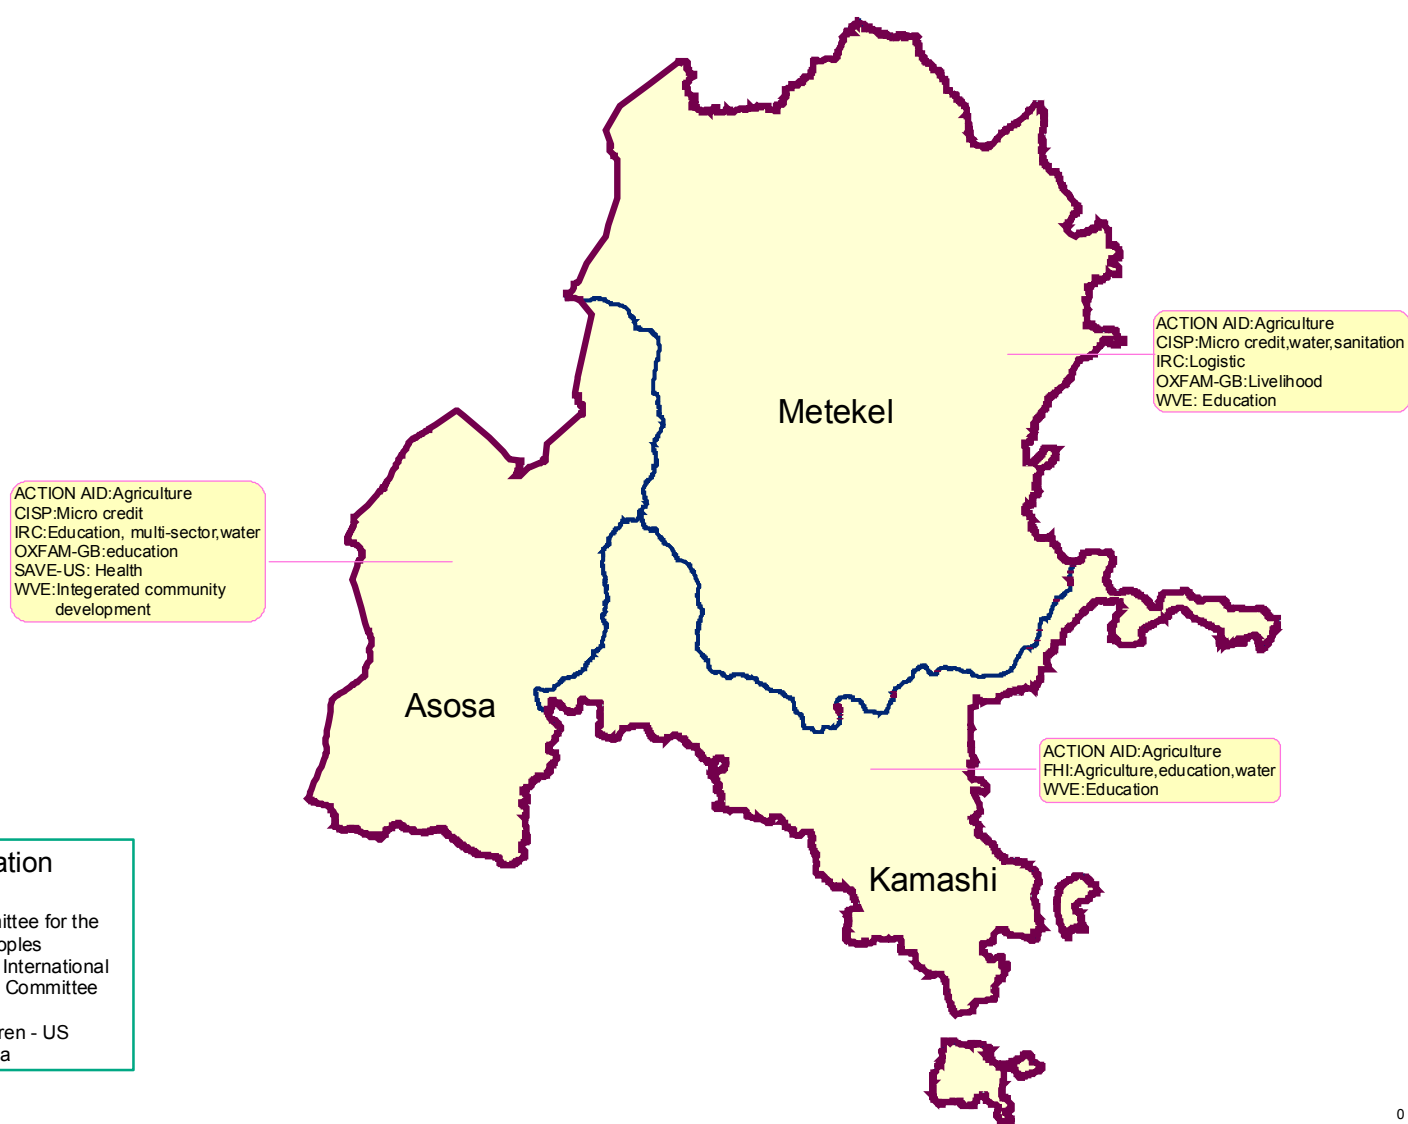 ACTION AID:Agriculture
CISP:Micro credit,water,sanitation
IRC:Logistic
OXFAM-GB:Livelihood
WVE: Education
Metekel
ACTION AID:Agriculture
CISP:Micro credit
IRC:Education, multi-sector,water
OXFAM-GB:education
SAVE-US: Health
WVE:Integerated community
development
Asosa
ACTION AID:Agriculture
FHI:Agriculture,education,water
WVE:Education
Kamashi
ation
ittee for the
oples
International
Committee
ren - US
a
0